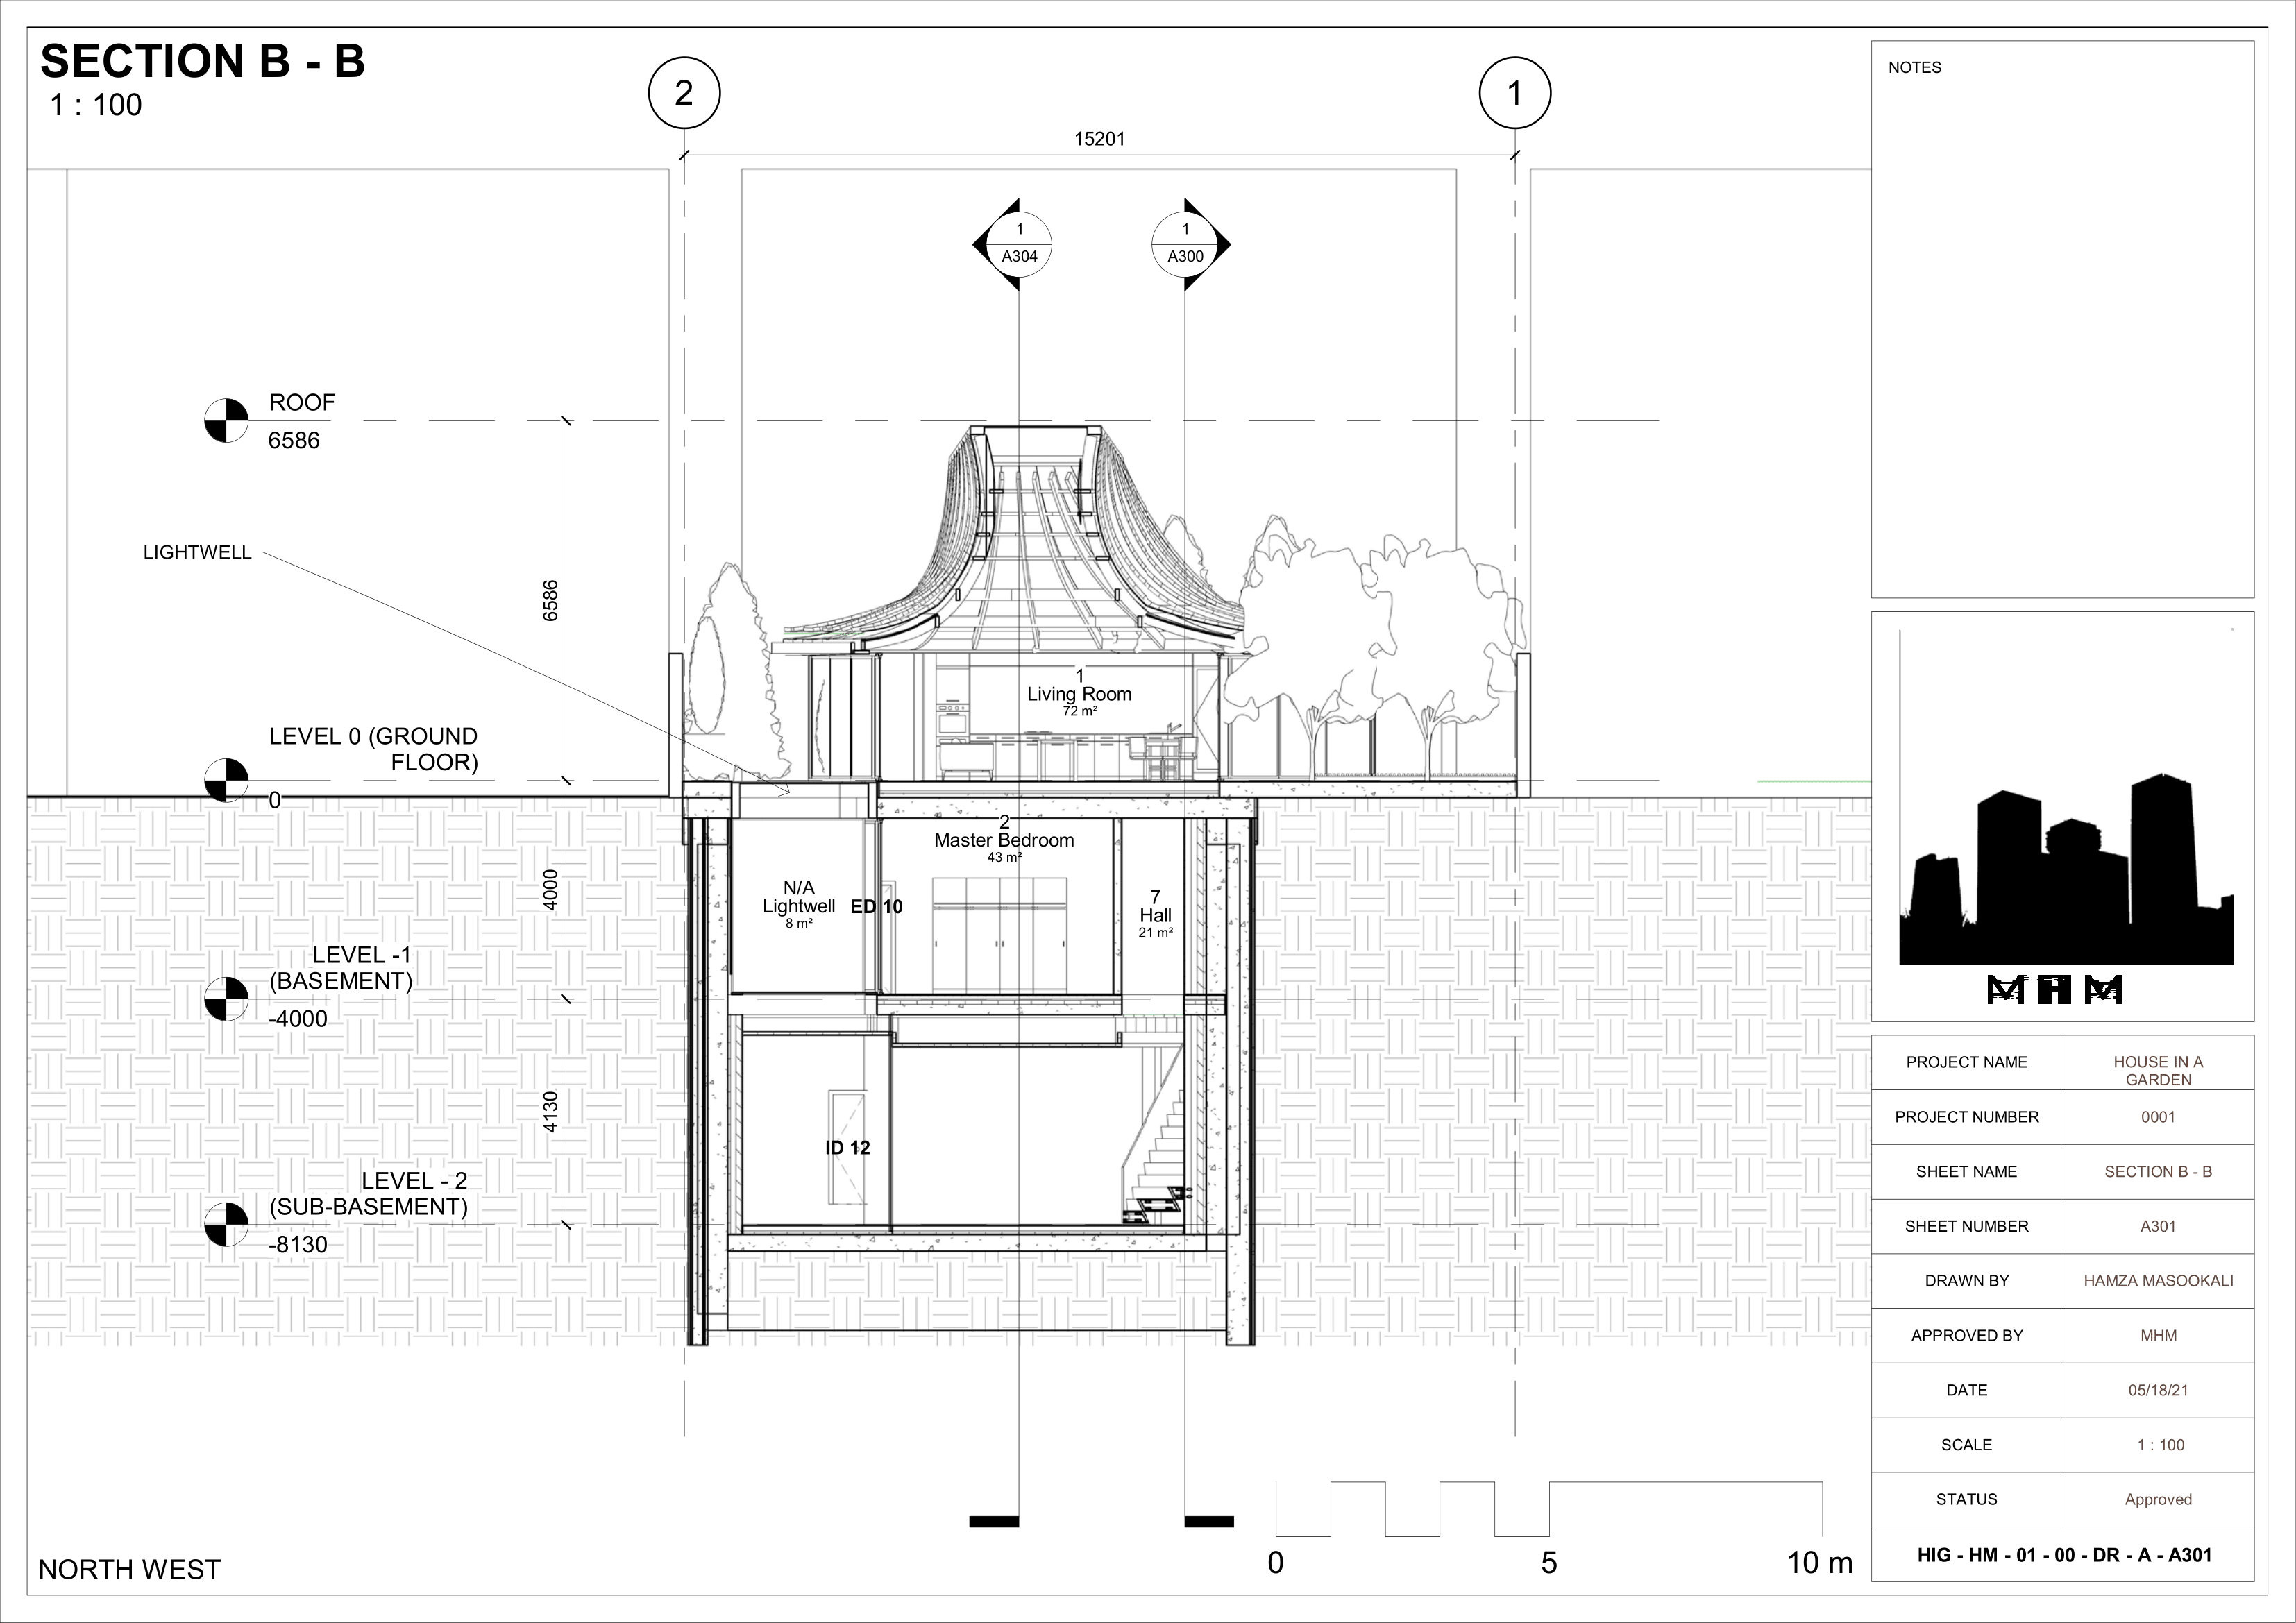 SECTION B - B
1 : 100
2
1
15201
1
A304
1
A300
ROOF
6586
LIGHTWELL
6586
1
Living Room
72 m²
LEVEL 0 (GROUND
FLOOR)
0
2
Master Bedroom
43 m²
4000
N/A
Lightwell
8 m²
ED 10
7
Hall
21 m²
LEVEL -1
(BASEMENT)
-4000
4130
ID 12
LEVEL - 2
(SUB-BASEMENT)
-8130
NORTH WEST
0
5
10 m
NOTES
MHM
PROJECT NAME
HOUSE IN A
GARDEN
PROJECT NUMBER
0001
SHEET NAME
SECTION B - B
SHEET NUMBER
A301
DRAWN BY
HAMZA MASOOKALI
APPROVED BY
MHM
DATE
05/18/21
SCALE
1 : 100
STATUS
Approved
HIG - HM - 01 - 00 - DR - A - A301